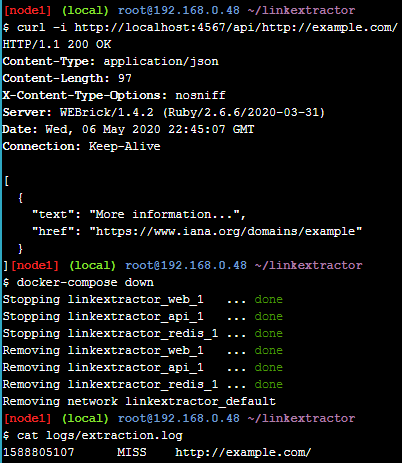 [node1] (local) root@192.168.0.48 ~/linkextractor
$ curl -i http://localhost:4567/api/http://example.com/
HTTP/1.1 200 OK
Content-Type: application/json
Content-Length: 97
X-Content-Type-Options: nosniff
Server: WEBrick/1.4.2 (Ruby/2.6.6/2020-03-31)
Date: Wed, 06 May 2020 22:45:07 GMT
Connection: Keep-Alive

[
  {
    "text": "More information...",
    "href": "https://www.iana.org/domains/example"
  }
][node1] (local) root@192.168.0.48 ~/linkextractor
$ docker-compose down
Stopping linkextractor_web_1   ... done
Stopping linkextractor_api_1   ... done
Stopping linkextractor_redis_1 ... done
Removing linkextractor_web_1   ... done
Removing linkextractor_api_1   ... done
Removing linkextractor_redis_1 ... done
Removing network linkextractor_default
[node1] (local) root@192.168.0.48 ~/linkextractor
$ cat logs/extraction.log
1588805107      MISS    http://example.com/